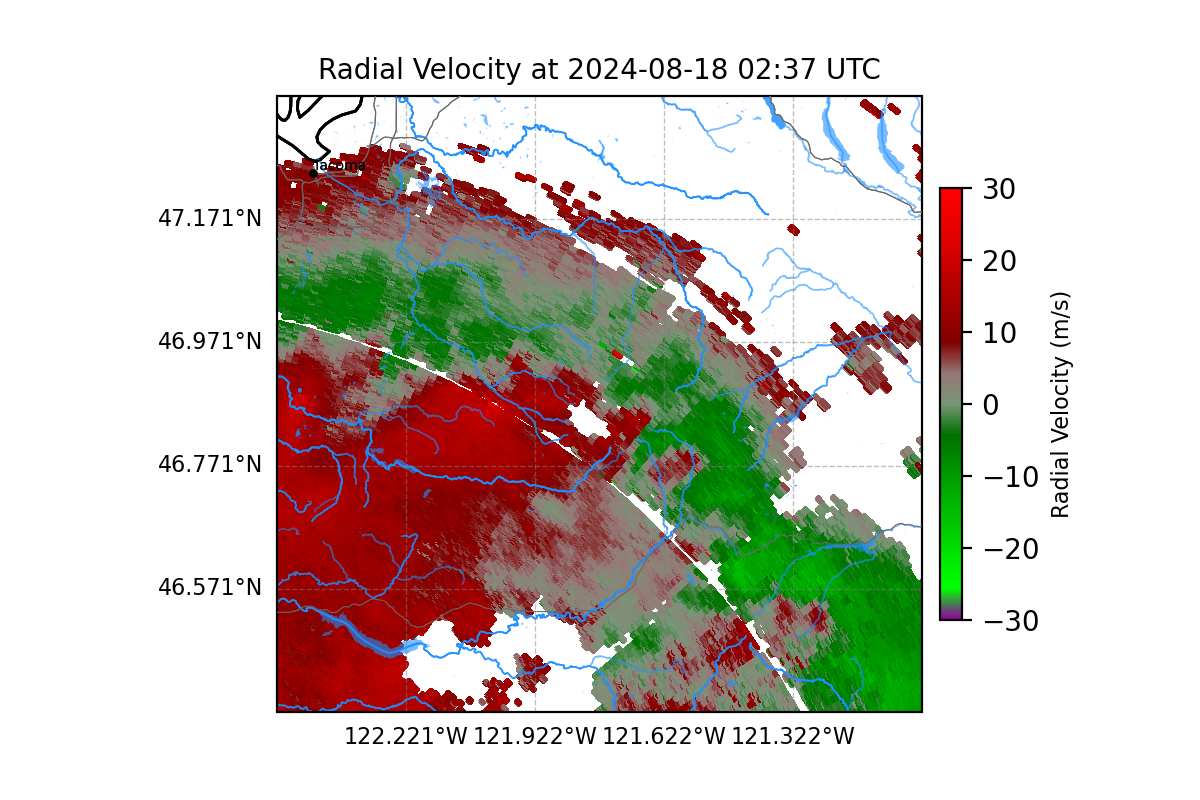 Radial Velocity at 2024-08-18 02:37 UTC
Tacoma
47.171°N
46.971°N
46.771°N
46.571°N
122.221°W 121.922°W 121.622°W 121.322°W
30
20
10
0
−10
−20
−30
Radial Velocity (m/s)